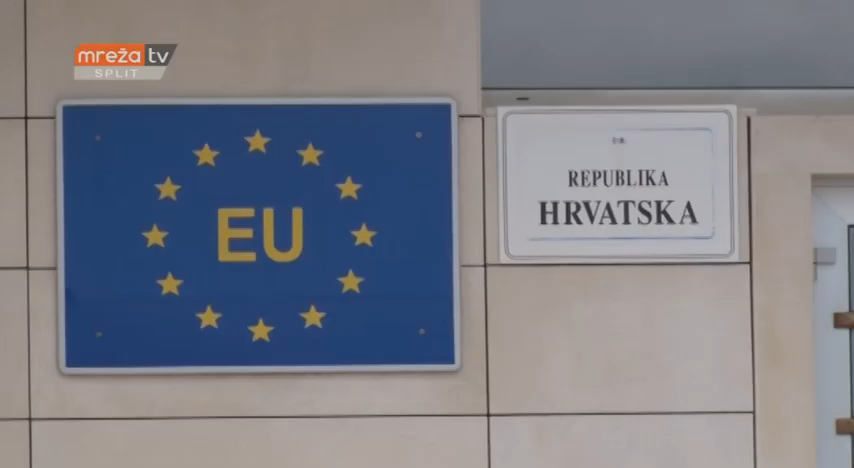 mreža tv
SPLIT
EU
REPUBLIKA
HRVATSKA